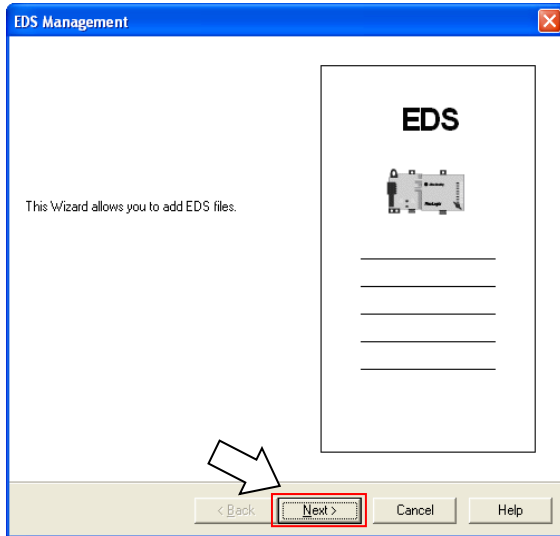 EDS Management
EDS
This Wizard allows you to add EDS files.
< Back
Next >
Cancel
Help